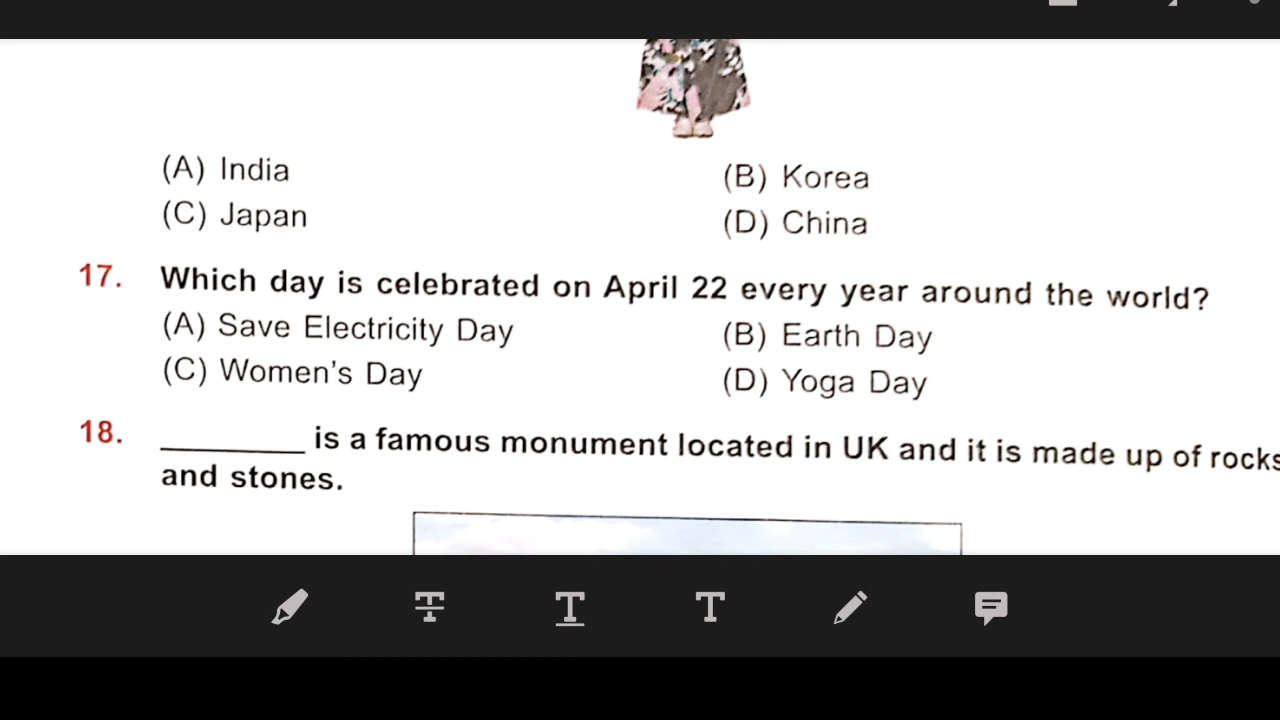 (A) India (B) Korea
(C) Japan (D) China
17. Which day is celebrated on April 22 every year around the world?
(A) Save Electricity Day (B) Earth Day
(C) Women's Day (D) Yoga Day
18. ________ is a famous monument located in UK and it is made up of rocks
and stones.